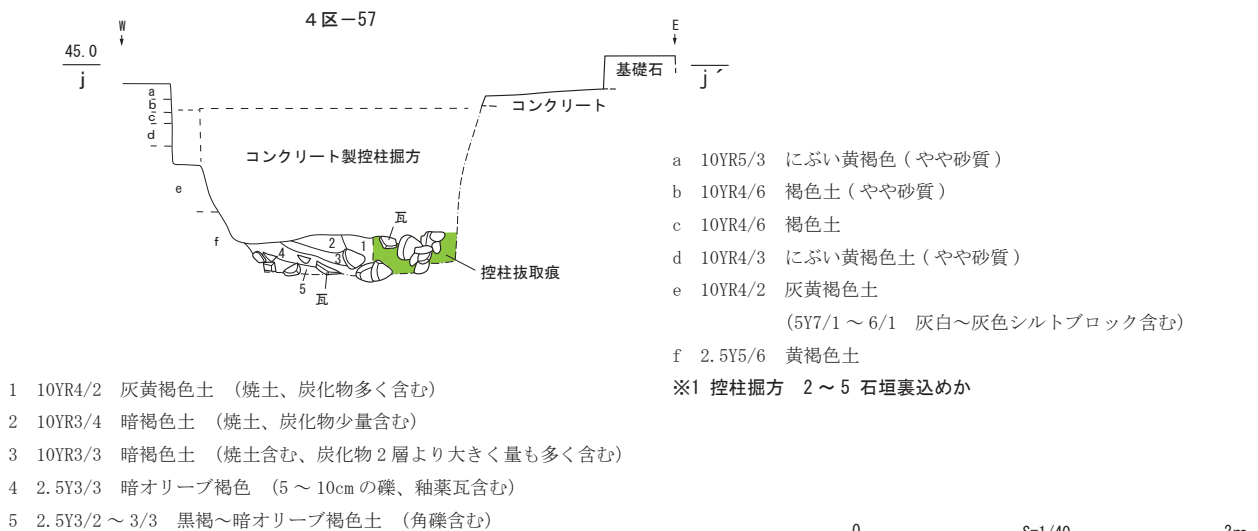 4区－57
W
E
45.0
j
j´
基礎石
a
b
c
d
コンクリート
コンクリート製控柱掘方
e
f
瓦
2
1
4
3
控柱抜取痕
5
瓦
a 10YR5/3 にぶい黄褐色 ( やや砂質 )
b 10YR4/6 褐色土 ( やや砂質 )
c 10YR4/6 褐色土
d 10YR4/3 にぶい黄褐色土 ( やや砂質 )
e 10YR4/2 灰黄褐色土
(5Y7/1 ～ 6/1 灰白～灰色シルトブロック含む)
f 2.5Y5/6 黄褐色土
※1 控柱掘方 2 ～ 5 石垣裏込めか
1 10YR4/2 灰黄褐色土 (焼土、炭化物多く含む)
2 10YR3/4 暗褐色土 (焼土、炭化物少量含む)
3 10YR3/3 暗褐色土 (焼土含む、炭化物 2 層より大きく量も多く含む)
4 2.5Y3/3 暗オリーブ褐色 (5 ～ 10cm の礫、釉薬瓦含む)
5 2.5Y3/2 ～ 3/3 黒褐～暗オリーブ褐色土 (角礫含む)
0 S=1/40 2m